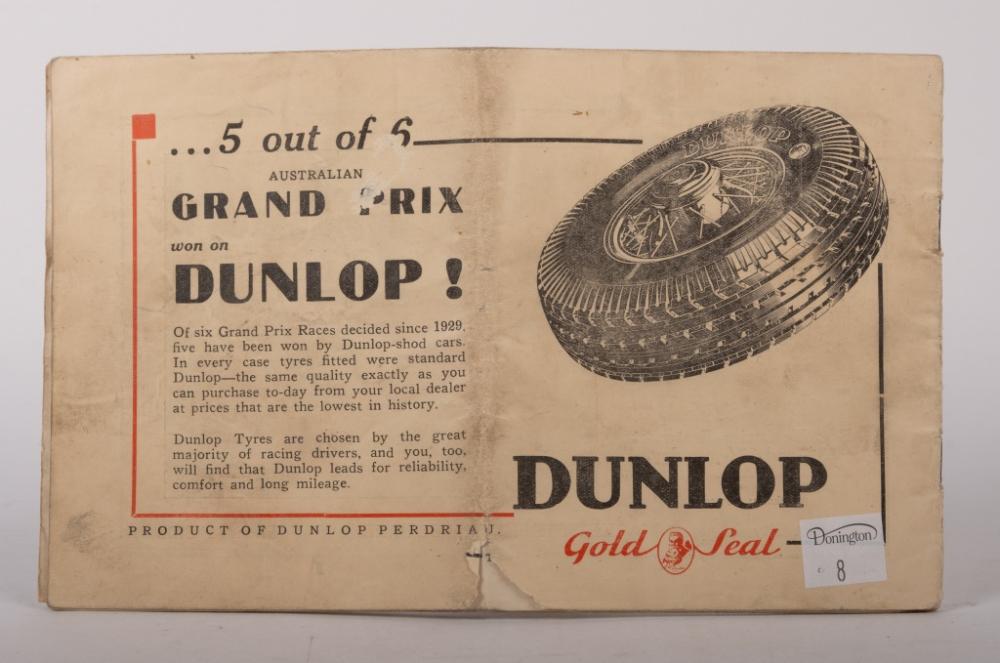 ...5 out of 6
AUSTRALIAN
GRAND PRIX
won on
DUNLOP !
Of six Grand Prix Races decided since 1929,
five have been won by Dunlop-shod cars.
In every case tyres fitted were standard
Dunlop—the same quality exactly as you
can purchase to-day from your local dealer
at prices that are the lowest in history.
Dunlop Tyres are chosen by the great
majority of racing drivers, and you, too,
will find that Dunlop leads for reliability,
comfort and long mileage.
PRODUCT OF DUNLOP PERDRIAU.
DUNLOP
DUNLOP
Gold Seal
Donington
8